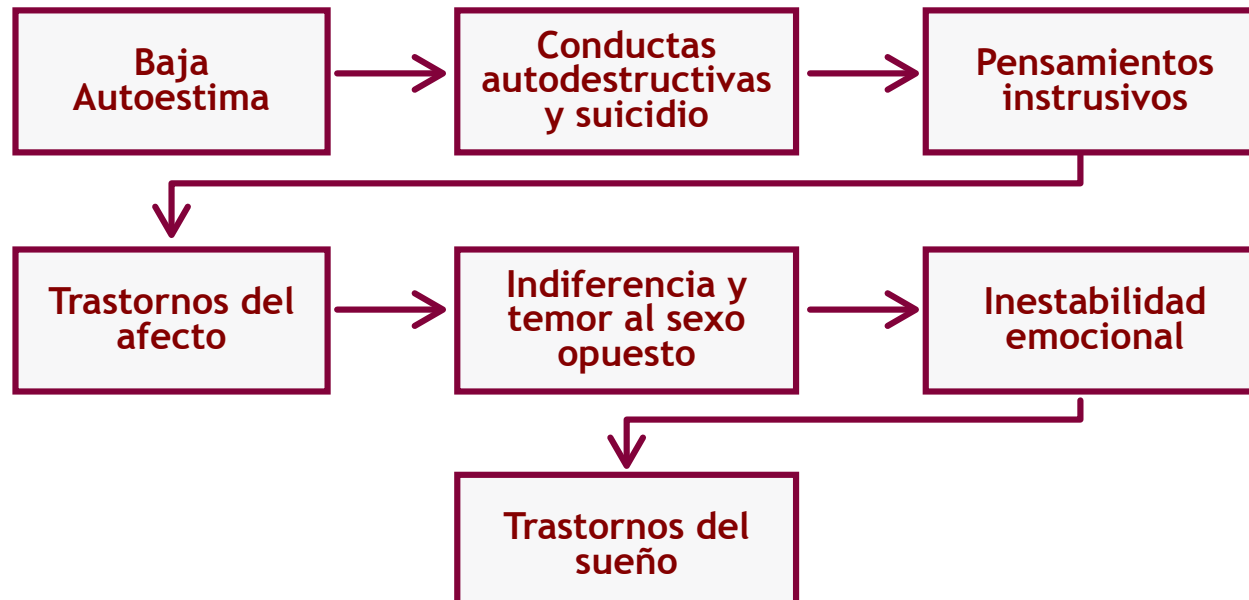 Baja
Autoestima
Conductas
autodestructivas
y suicidio
Pensamientos
instrusivos
Trastornos del
afecto
Indiferencia y
temor al sexo
opuesto
Inestabilidad
emocional
Trastornos del
sueño